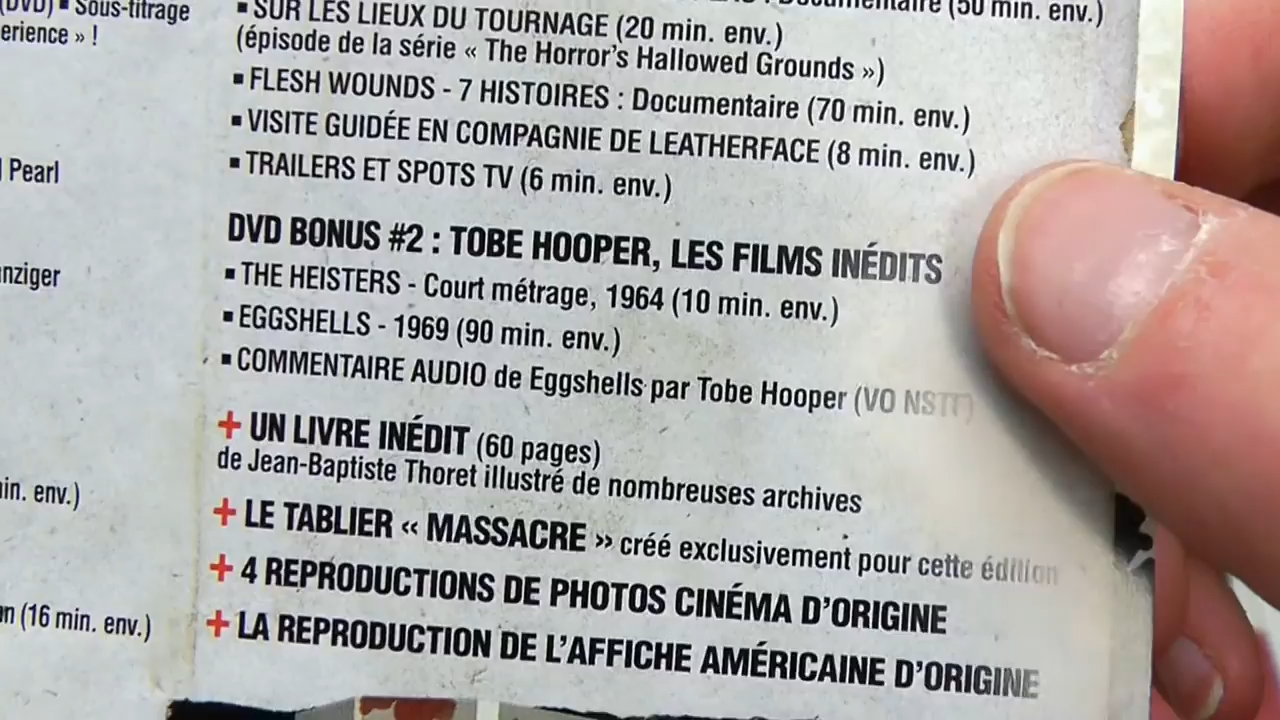 (DVD) ▪ Sous-titrage
erience » !
Pearl
nziger
in. env.)
n (16 min. env.)
Documentaire (50 min. env.)
▪ SUR LES LIEUX DU TOURNAGE (20 min. env.)
(épisode de la série « The Horror's Hallowed Grounds »)
▪ FLESH WOUNDS - 7 HISTOIRES : Documentaire (70 min. env.)
▪ VISITE GUIDÉE EN COMPAGNIE DE LEATHERFACE (8 min. env.)
▪ TRAILERS ET SPOTS TV (6 min. env.)
DVD BONUS #2 : TOBE HOOPER, LES FILMS INÉDITS
▪ THE HEISTERS - Court métrage, 1964 (10 min. env.)
▪ EGGSHELLS - 1969 (90 min. env.)
▪ COMMENTAIRE AUDIO de Eggshells par Tobe Hooper (VO NSTF)
+ UN LIVRE INÉDIT (60 pages)
de Jean-Baptiste Thoret illustré de nombreuses archives
+ LE TABLIER « MASSACRE » créé exclusivement pour cette édition
+ 4 REPRODUCTIONS DE PHOTOS CINÉMA D'ORIGINE
+ LA REPRODUCTION DE L'AFFICHE AMÉRICAINE D'ORIGINE